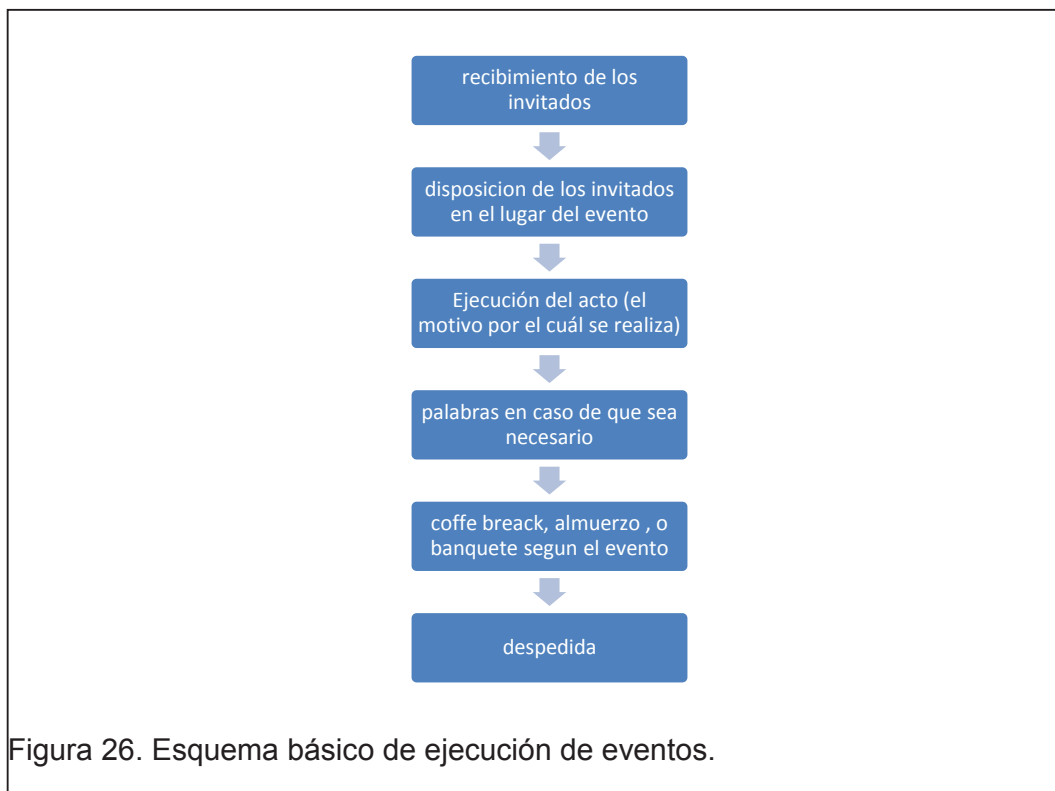 recibimiento de los
invitados
disposicion de los invitados
en el lugar del evento
Ejecución del acto (el
motivo por el cuál se realiza)
palabras en caso de que sea
necesario
coffe breack, almuerzo , o
banquete segun el evento
despedida
Figura 26. Esquema básico de ejecución de eventos.